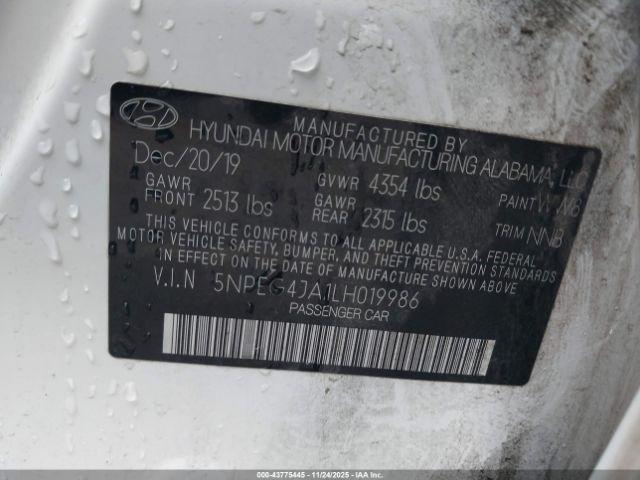 MANUFACTURED BY
HYUNDAI MOTOR MANUFACTURING ALABAMA, LLC
Dec/20/19
GAWR FRONT 2513 lbs GVWR 4354 lbs PAINT
GAWR REAR 2315 lbs TRIM NNB
THIS VEHICLE CONFORMS TO ALL APPLICABLE U.S.A. FEDERAL
MOTOR VEHICLE SAFETY, BUMPER, AND THEFT PREVENTION STANDARDS
IN EFFECT ON THE DATE OF MANUFACTURE SHOWN ABOVE
V.I.N 5NPEG4JA1LH019986
PASSENGER CAR
000-43775445 - 11/24/2025 - IAA Inc.